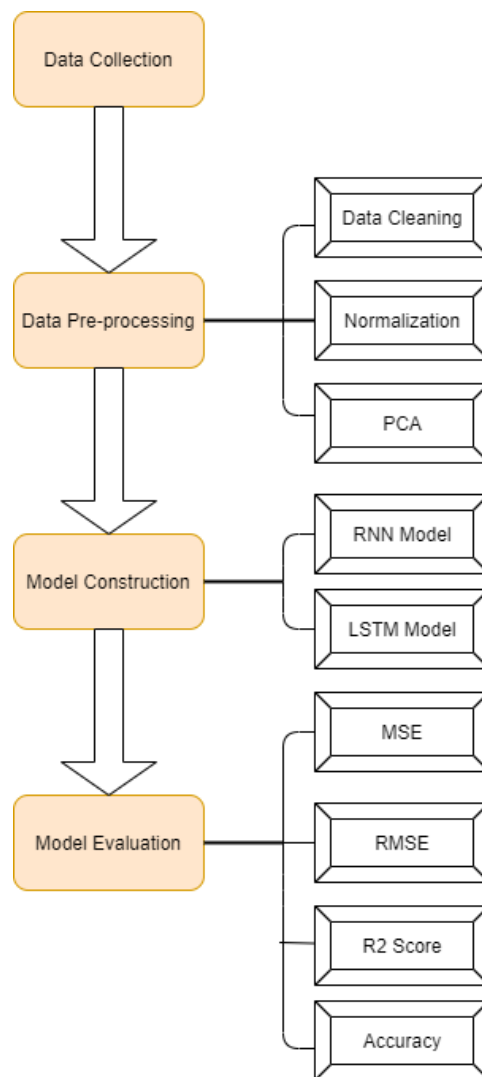 Data Collection
Data Pre-processing
Data Cleaning
Normalization
PCA
Model Construction
RNN Model
LSTM Model
Model Evaluation
MSE
RMSE
R2 Score
Accuracy